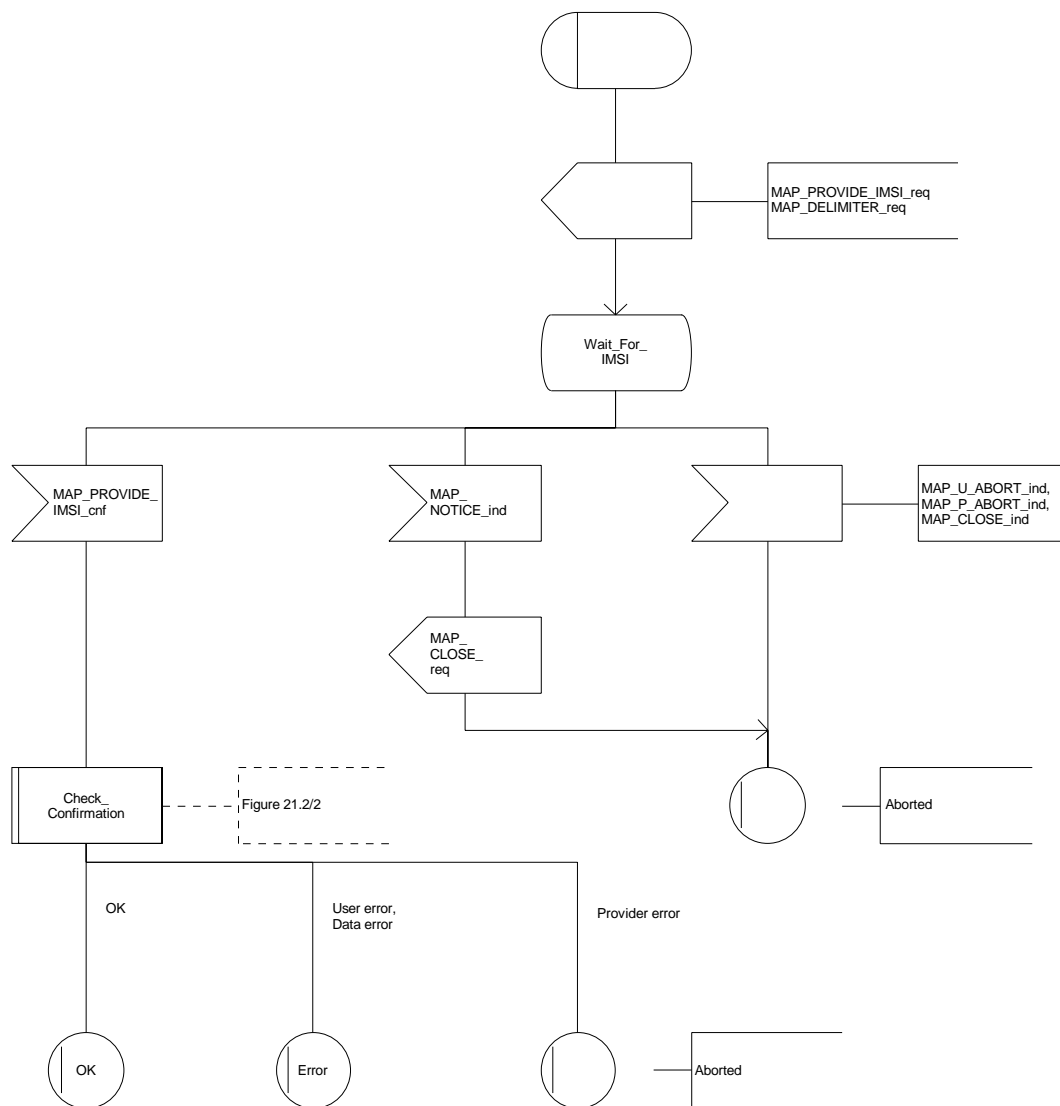 MAP_PROVIDE_IMSI_req
MAP_DELIMITER_req
Wait_For_
IMSI
MAP_PROVIDE_
IMSI_cnf
MAP_
NOTICE_ind
MAP_U_ABORT_ind,
MAP_P_ABORT_ind,
MAP_CLOSE_ind
MAP_
CLOSE_
req
Check_
Confirmation
Figure 21.2/2
Aborted
OK
User error,
Data error
Provider error
OK
Error
Aborted